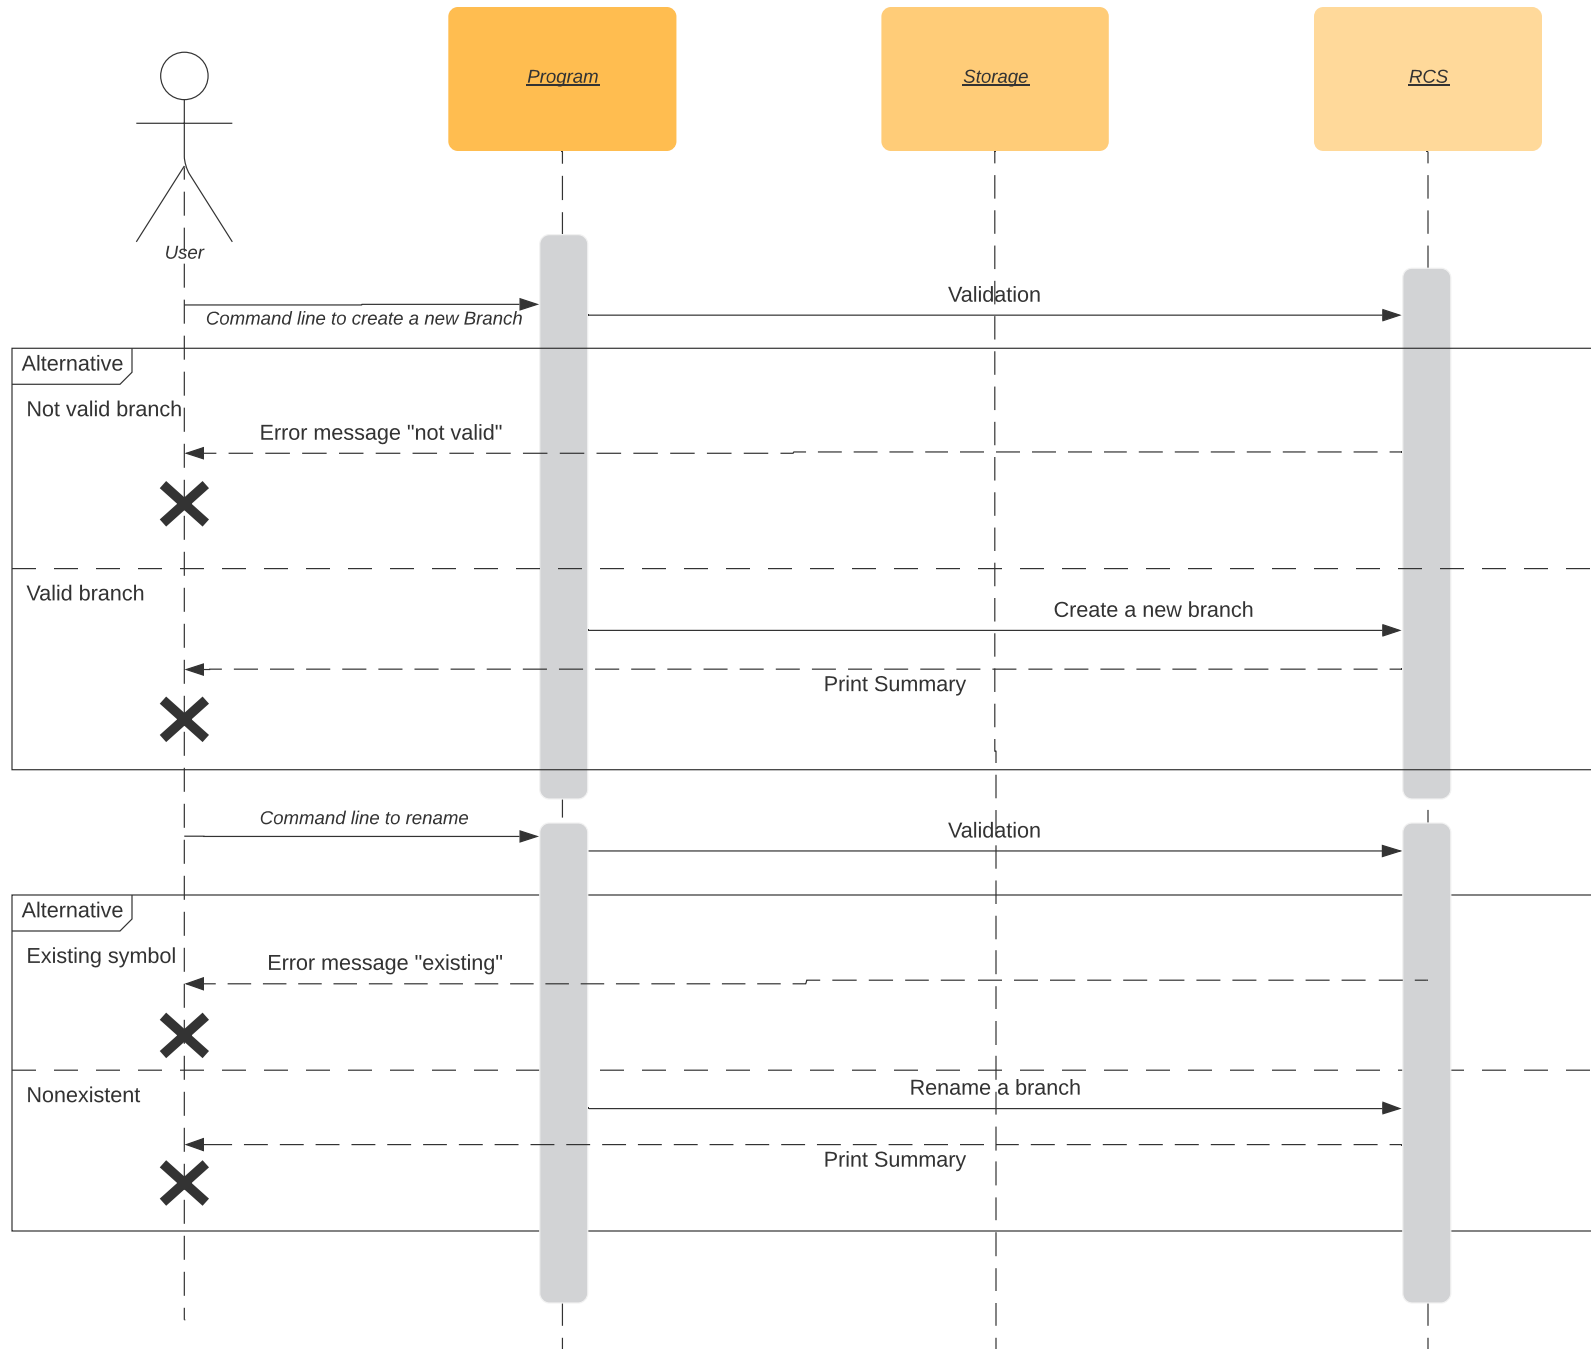 Program
Storage
RCS
User
Validation
Command line to create a new Branch
Alternative
Not valid branch
Error message "not valid"
Valid branch
Create a new branch
Print Summary
Command line to rename
Validation
Alternative
Existing symbol
Error message "existing"
Nonexistent
Rename a branch
Print Summary